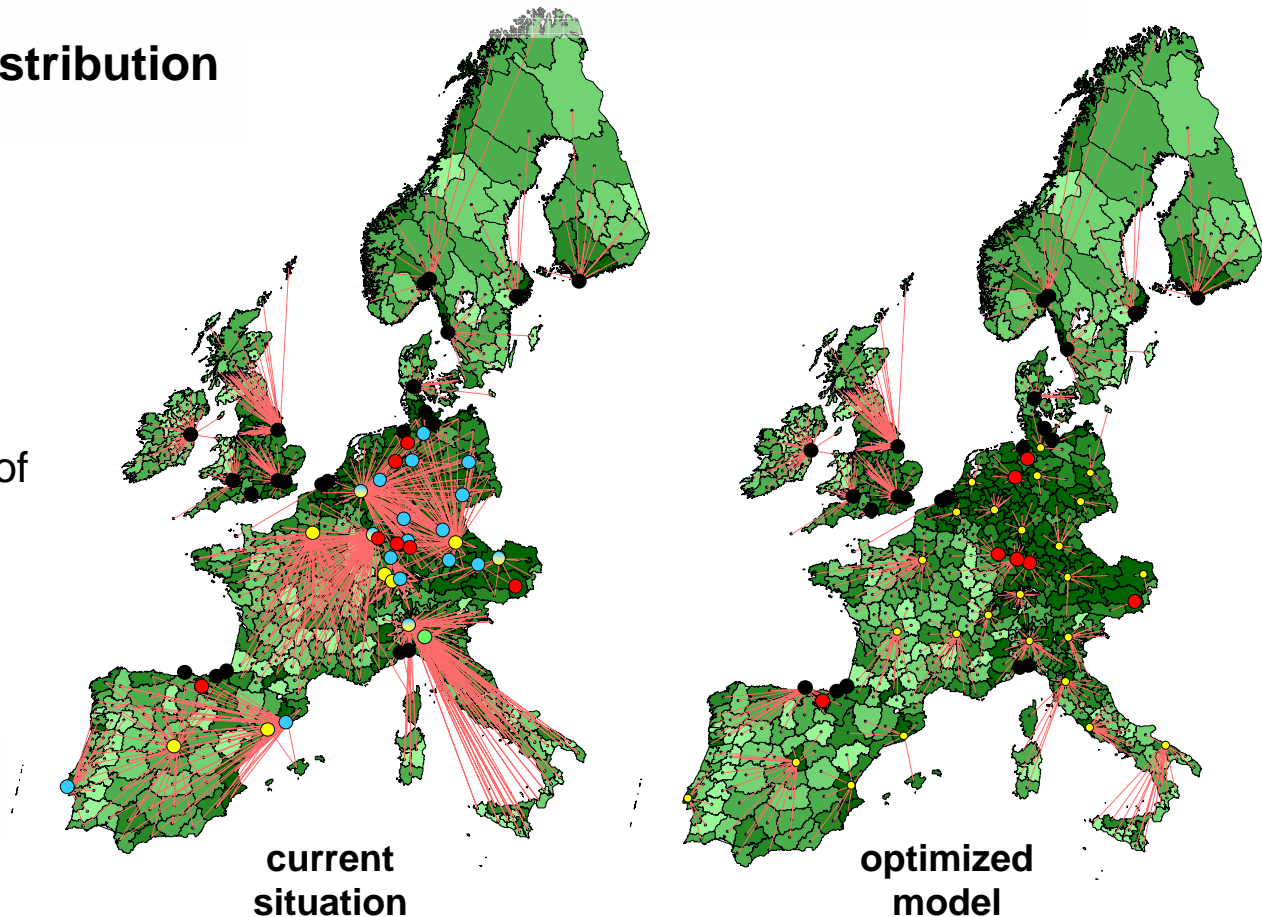 stribution
of
current
situation
optimized
model